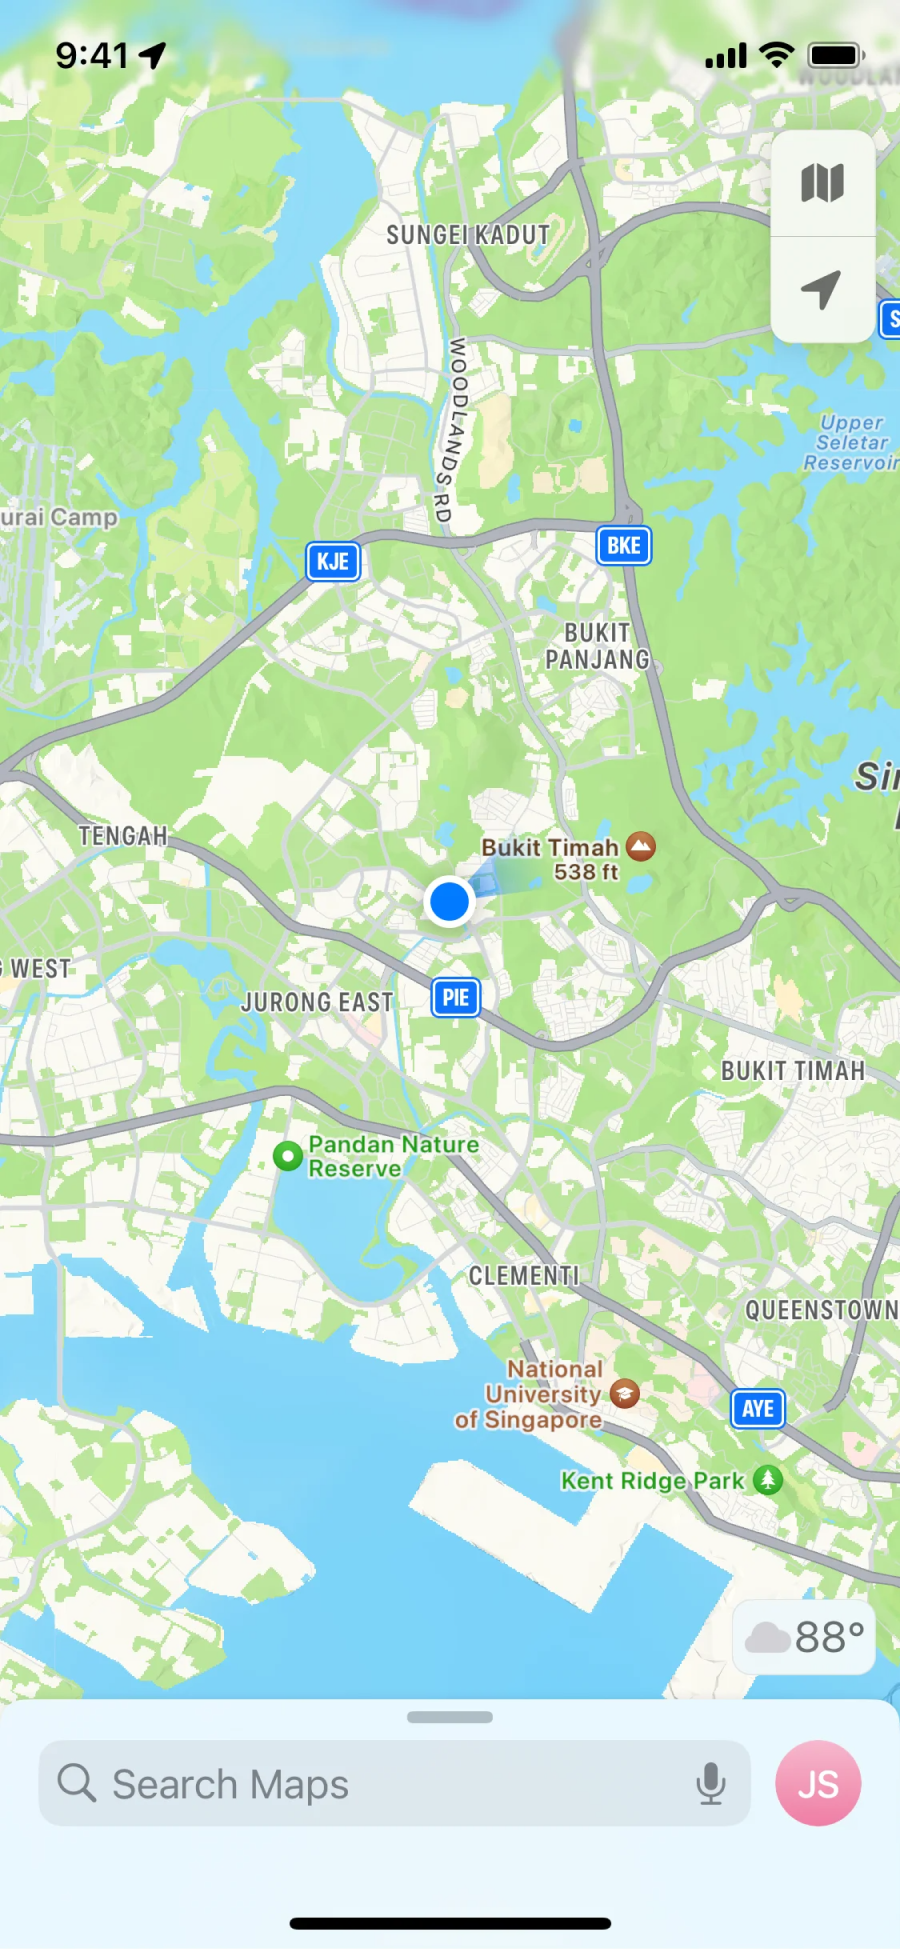 9:41
SUNGEI KADUT
WOODLANDS RD
Upper
Seletar
Reservoir
urai Camp
KJE
BKE
BUKIT
PANJANG
Sin
TENGAH
Bukit Timah
538 ft
G WEST
JURONG EAST
PIE
BUKIT TIMAH
Pandan Nature
Reserve
CLEMENTI
QUEENSTOWN
National
University
of Singapore
AYE
Kent Ridge Park
88°
Search Maps
JS